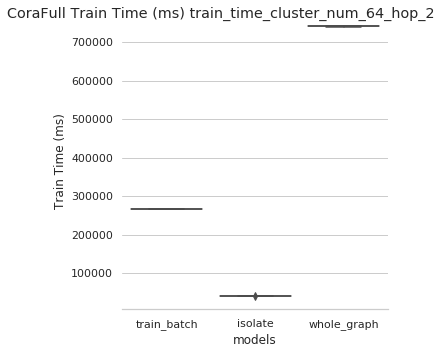 CoraFull Train Time (ms) train_time_cluster_num_64_hop_2
700000
600000
500000
400000
300000
200000
100000
Train Time (ms)
train_batch isolate whole_graph
models